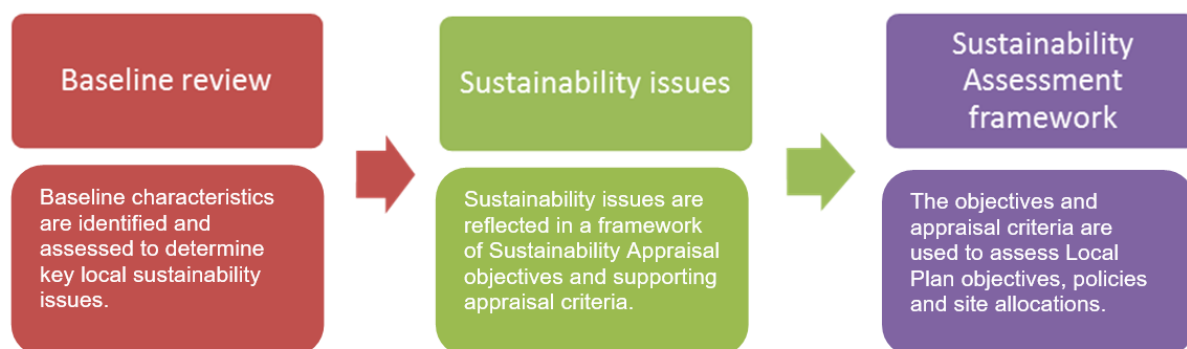 Baseline review
Baseline characteristics
are identified and
assessed to determine
key local sustainability
issues.
Sustainability issues
Sustainability issues are
reflected in a framework
of Sustainability Appraisal
objectives and supporting
appraisal criteria.
Sustainability
Assessment
framework
The objectives and
appraisal criteria are
used to assess Local
Plan objectives, policies
and site allocations.